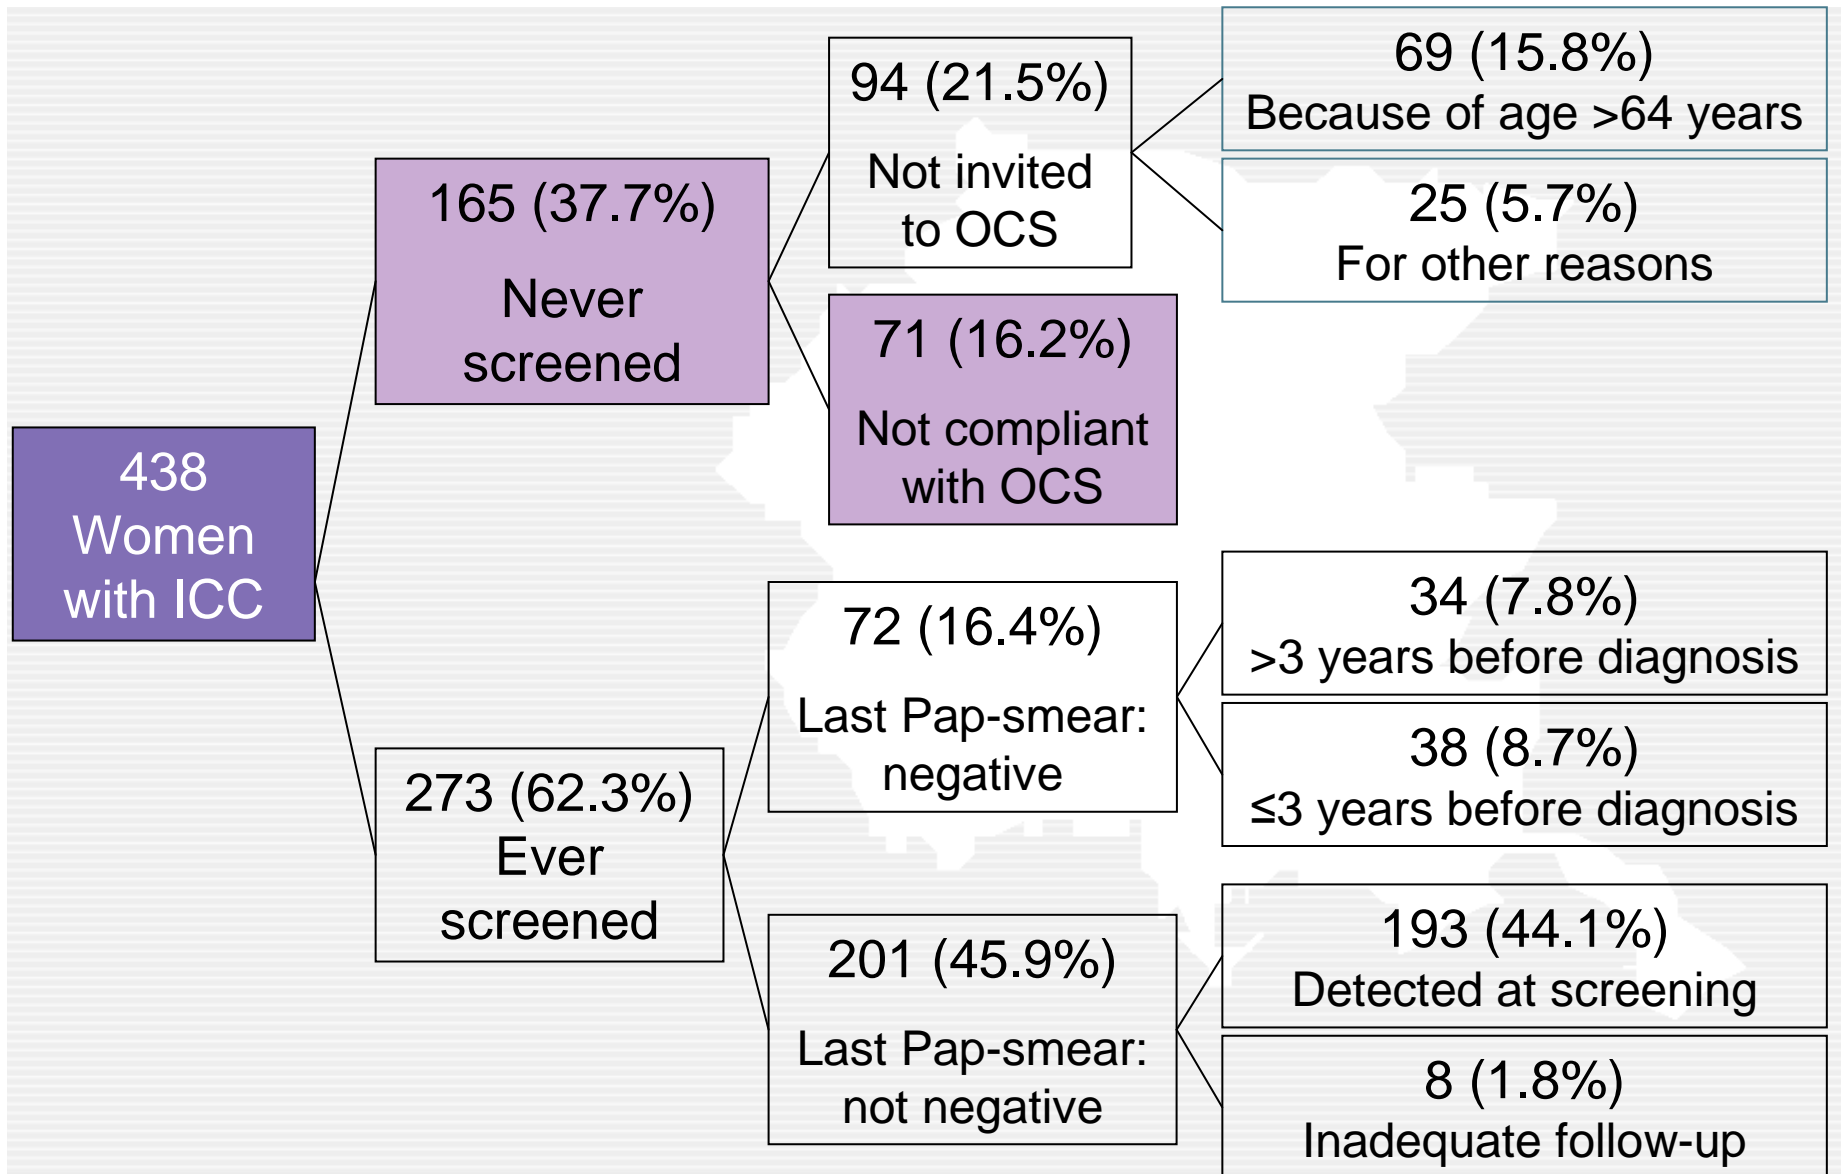 438
Women
with ICC
165 (37.7%)
Never
screened
94 (21.5%)
Not invited
to OCS
69 (15.8%)
Because of age >64 years
25 (5.7%)
For other reasons
71 (16.2%)
Not compliant
with OCS
273 (62.3%)
Ever
screened
72 (16.4%)
Last Pap-smear:
negative
34 (7.8%)
>3 years before diagnosis
38 (8.7%)
≤3 years before diagnosis
201 (45.9%)
Last Pap-smear:
not negative
193 (44.1%)
Detected at screening
8 (1.8%)
Inadequate follow-up